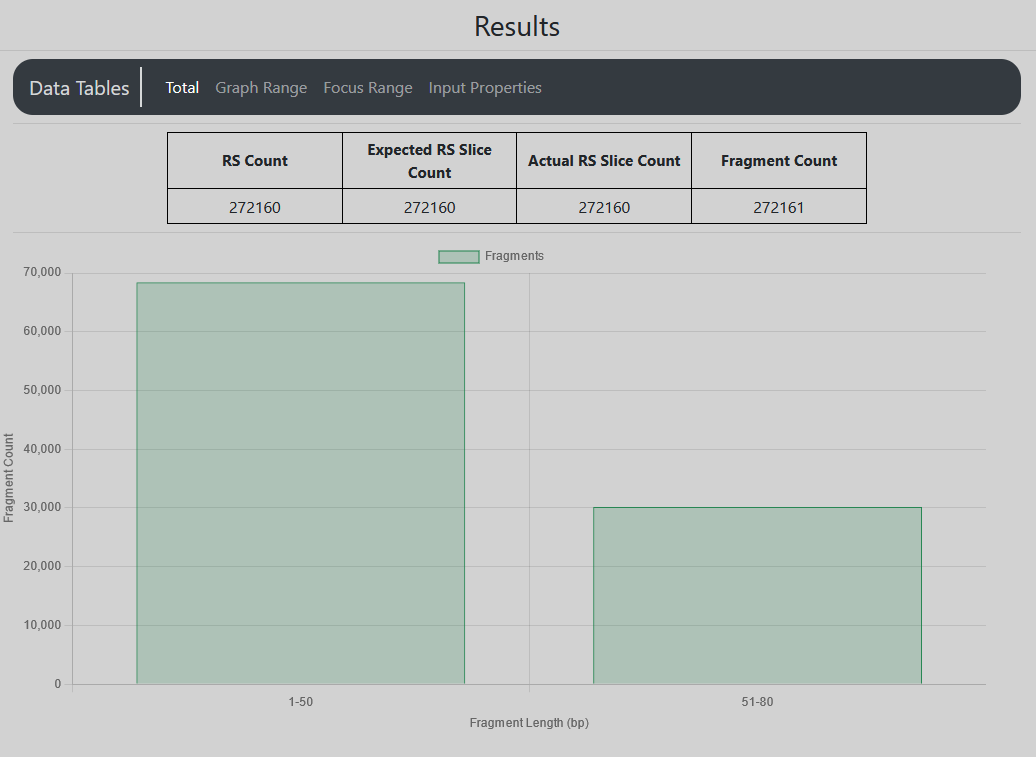 Results
Data Tables Total Graph Range Focus Range Input Properties
RS Count Expected RS Slice Count Actual RS Slice Count Fragment Count
272160 272160 272160 272161
Fragments
70,000
60,000
50,000
40,000
30,000
20,000
10,000
0
Fragment Count
1-50 51-80
Fragment Length (bp)